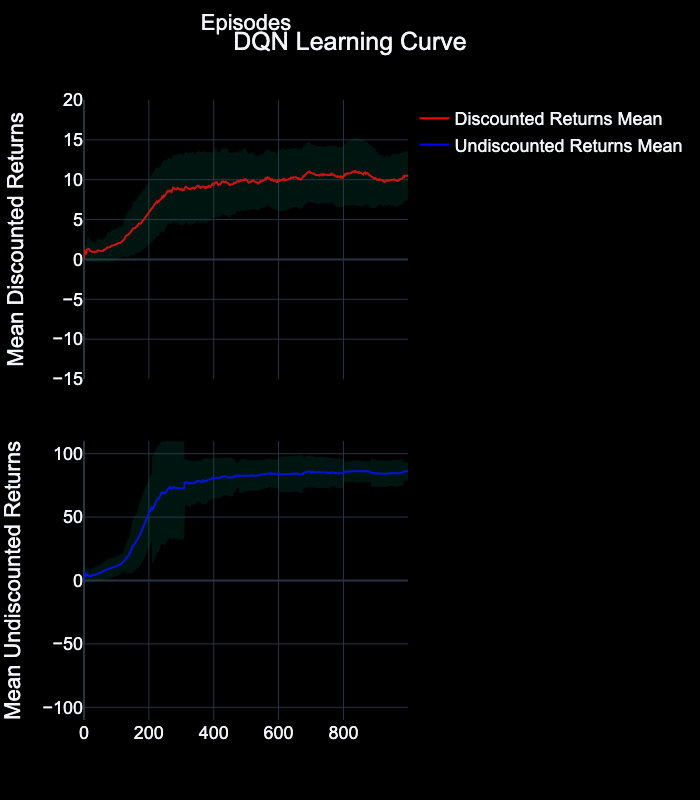 Episodes
DQN Learning Curve
Mean Discounted Returns
20
15
10
5
0
−5
−10
−15
Discounted Returns Mean
Undiscounted Returns Mean
Mean Undiscounted Returns
100
50
0
−50
−100
0 200 400 600 800